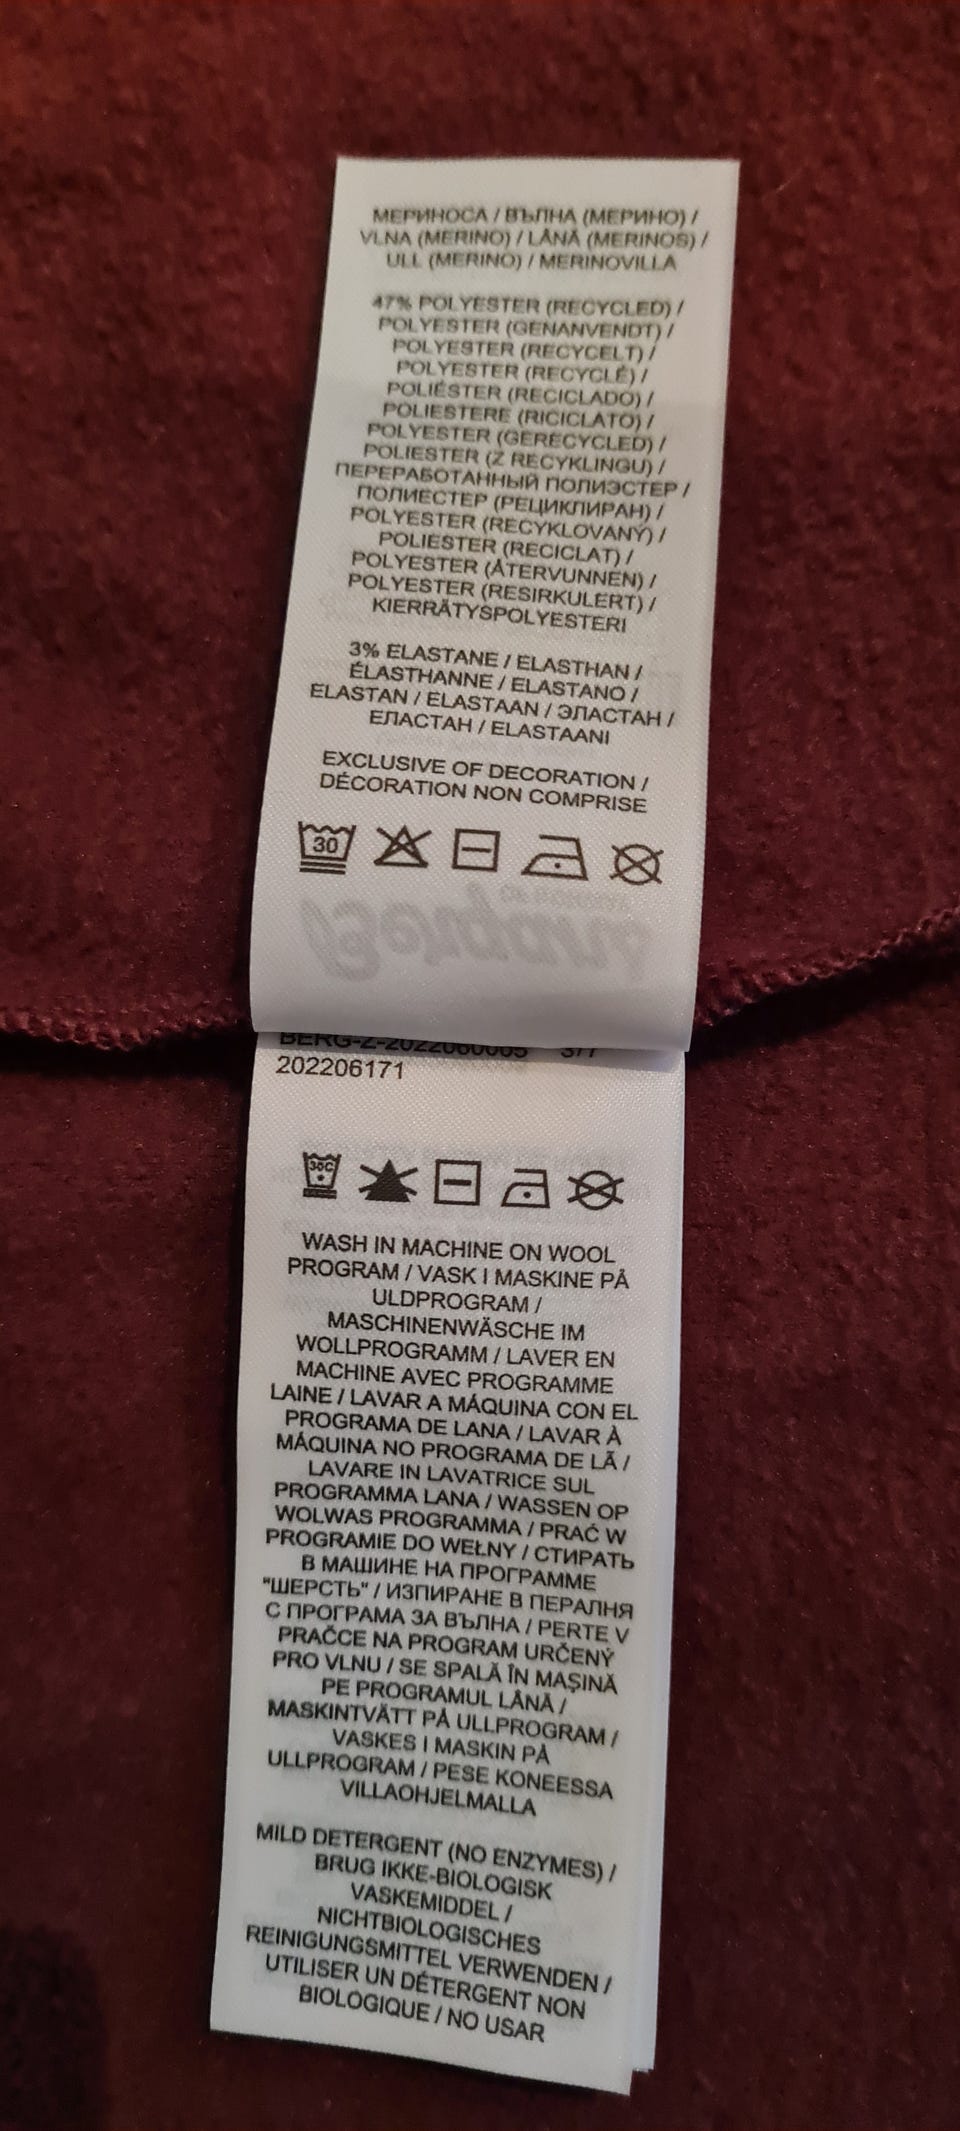 МЕРИНОСА / ВЪЛНА (МЕРИНО) /
VLNA (MERINO) / LÂNĂ (MERINOS) /
ULL (MERINO) / MERINOVILLA
47% POLYESTER (RECYCLED) /
POLYESTER (GENANVENDT) /
POLYESTER (RECYCELT) /
POLYESTER (RECYCLÉ) /
POLIÉSTER (RECICLADO) /
POLIESTERE (RICICLATO) /
POLYESTER (GERECYCLED) /
POLIESTER (Z RECYKLINGU) /
ПЕРЕРАБОТАННЫЙ ПОЛИЭСТЕР /
ПОЛИЕСТЕР (РЕЦИКЛИРАН) /
POLYESTER (RECYKLOVANÝ) /
POLIESTER (RECICLAT) /
POLYESTER (ÅTERVUNNEN) /
POLYESTER (RESIRKULERT) /
KIERRÄTYSPOLYESTERI
3% ELASTANE / ELASTHAN /
ÉLASTHANNE / ELASTANO /
ELASTAN / ELASTAAN / ЭЛАСТАН /
ЕЛАСТАН / ELASTAANI
EXCLUSIVE OF DECORATION /
DÉCORATION NON COMPRISE
30
Bergans
BERG-Z-2022060005 3/7
202206171
30C
WASH IN MACHINE ON WOOL
PROGRAM / VASK I MASKINE PÅ
ULDPROGRAM /
MASCHINENWÄSCHE IM
WOLLPROGRAMM / LAVER EN
MACHINE AVEC PROGRAMME
LAINE / LAVAR A MÁQUINA CON EL
PROGRAMA DE LANA / LAVAR À
MÁQUINA NO PROGRAMA DE LÃ /
LAVARE IN LAVATRICE SUL
PROGRAMMA LANA / WASSEN OP
WOLWAS PROGRAMMA / PRAĆ W
PROGRAMIE DO WEŁNY / СТИРАТЬ
В МАШИНЕ НА ПРОГРАММЕ
"ШЕРСТЬ" / ИЗПИРАНЕ В ПЕРАЛНЯ
С ПРОГРАМА ЗА ВЪЛНА / PERTE V
PRAČCE NA PROGRAM URČENÝ
PRO VLNU / SE SPALĂ ÎN MAȘINĂ
PE PROGRAMUL LÂNĂ /
MASKINTVÄTT PÅ ULLPROGRAM /
VASKES I MASKIN PÅ
ULLPROGRAM / PESE KONEESSA
VILLAOHJELMALLA
MILD DETERGENT (NO ENZYMES) /
BRUG IKKE-BIOLOGISK
VASKEMIDDEL /
NICHTBIOLOGISCHES
REINIGUNGSMITTEL VERWENDEN /
UTILISER UN DÉTERGENT NON
BIOLOGIQUE / NO USAR